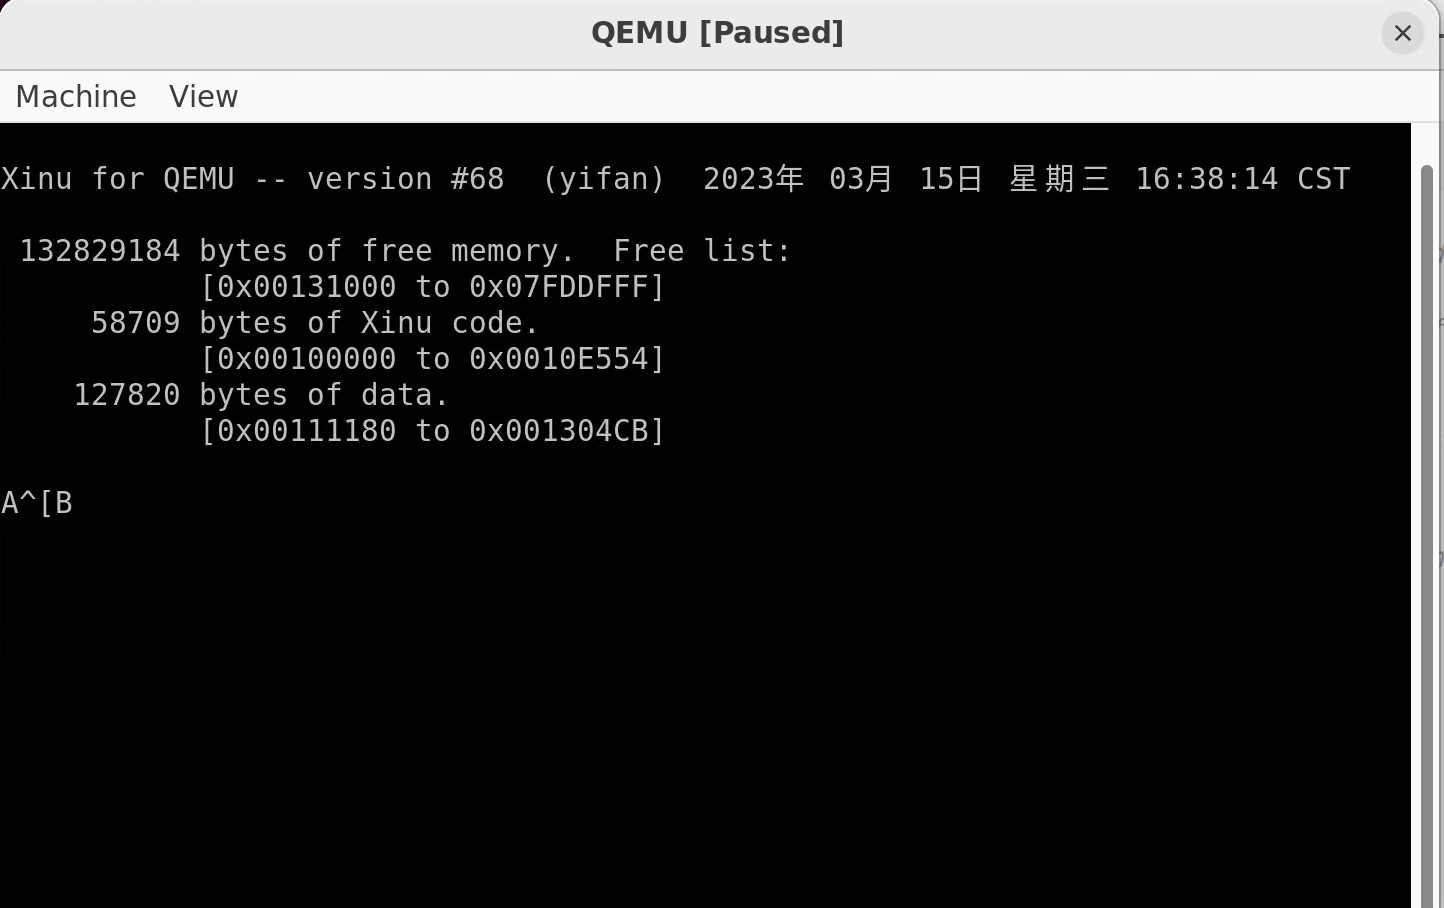 QEMU [Paused]
Machine View
Xinu for QEMU -- version #68  (yifan)  2023年 03月 15日 星期三 16:38:14 CST
132829184 bytes of free memory.  Free list:
[0x00131000 to 0x07FDDFFF]
58709 bytes of Xinu code.
[0x00100000 to 0x0010E554]
127820 bytes of data.
[0x00111180 to 0x001304CB]
A^[B